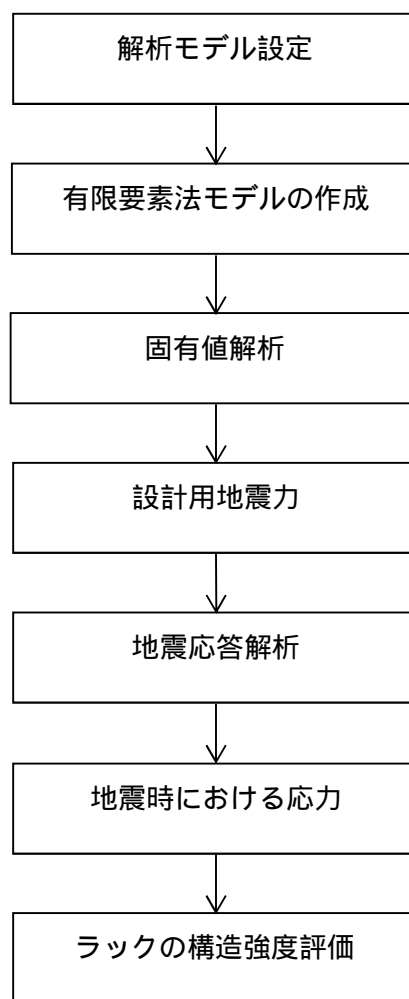 解析モデル設定
有限要素法モデルの作成
固有値解析
設計用地震力
地震応答解析
地震時における応力
ラックの構造強度評価